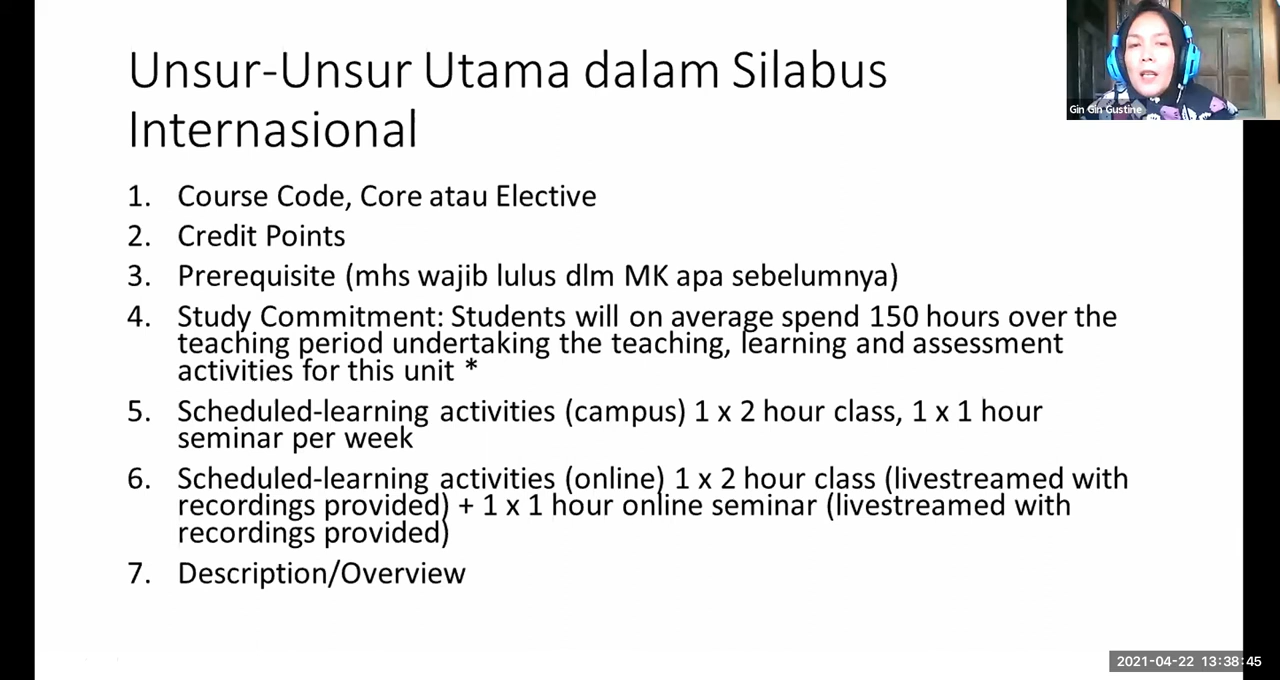 Unsur-Unsur Utama dalam Silabus
Internasional
Gin Gin Gustine
1. Course Code, Core atau Elective
2. Credit Points
3. Prerequisite (mhs wajib lulus dlm MK apa sebelumnya)
4. Study Commitment: Students will on average spend 150 hours over the
teaching period undertaking the teaching, learning and assessment
activities for this unit *
5. Scheduled-learning activities (campus) 1 x 2 hour class, 1 x 1 hour
seminar per week
6. Scheduled-learning activities (online) 1 x 2 hour class (livestreamed with
recordings provided) + 1 x 1 hour online seminar (livestreamed with
recordings provided)
7. Description/Overview
2021-04-22 13:38:45